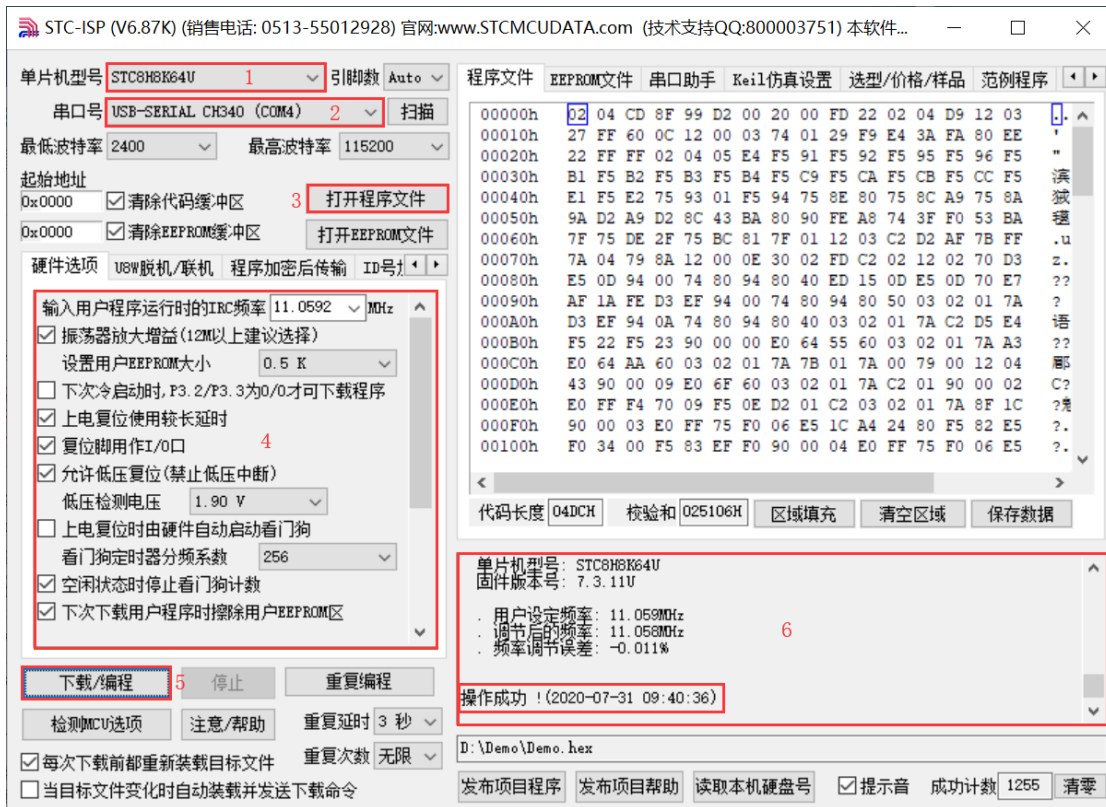 STC-ISP (V6.87K) (销售电话: 0513-55012928) 官网:www.STCMCUDATA.com  (技术支持QQ:800003751) 本软件...
单片机型号 STC8H8K64U 1 引脚数 Auto
串口号 USB-SERIAL CH340 (COM4) 2 扫描
最低波特率 2400 最高波特率 115200
起始地址
0x0000 清除代码缓冲区 3 打开程序文件
0x0000 清除EEPROM缓冲区 打开EEPROM文件
硬件选项 U8W脱机/联机 程序加密后传输 ID号
输入用户程序运行时的IRC频率 11.0592 MHz
振荡器放大增益(12M以上建议选择)
设置用户EEPROM大小 0.5 K
下次冷启动时,P3.2/P3.3为0/0才可下载程序
上电复位使用较长延时
复位脚用作I/O口 4
允许低压复位(禁止低压中断)
低压检测电压 1.90 V
上电复位时由硬件自动启动看门狗
看门狗定时器分频系数 256
空闲状态时停止看门狗计数
下次下载用户程序时擦除用户EEPROM区
下载/编程 5 停止 重复编程
检测MCU选项 注意/帮助 重复延时 3 秒
重复次数 无限
每次下载前都重新装载目标文件
当目标文件变化时自动装载并发送下载命令
程序文件 EEPROM文件 串口助手 Keil仿真设置 选型/价格/样品 范例程序
00000h 02 04 CD 8F 99 D2 00 20 00 FD 22 02 04 D9 12 03 ..
00010h 27 FF 60 0C 12 00 03 74 01 29 F9 E4 3A FA 80 EE '
00020h 22 FF FF 02 04 05 E4 F5 91 F5 92 F5 95 F5 96 F5 "
00030h B1 F5 B2 F5 B3 F5 B4 F5 C9 F5 CA F5 CB F5 CC F5 滨
00040h E1 F5 E2 75 93 01 F5 94 75 8E 80 75 8C A9 75 8A
00050h 9A D2 A9 D2 8C 43 BA 80 90 FE A8 74 3F F0 53 BA
00060h 7F 75 DE 2F 75 BC 81 7F 01 12 03 C2 D2 AF 7B FF .u
00070h 7A 04 79 8A 12 00 0E 30 02 FD C2 02 12 02 70 D3 z.
00080h E5 0D 94 00 74 80 94 80 40 ED 15 0D E5 0D 70 E7 ??
00090h AF 1A FE D3 EF 94 00 74 80 94 80 50 03 02 01 7A ?
000A0h D3 EF 94 0A 74 80 94 80 40 03 02 01 7A C2 D5 E4 语
000B0h F5 22 F5 23 90 00 00 E0 64 55 60 03 02 01 7A A3 ??
000C0h E0 64 AA 60 03 02 01 7A 7B 01 7A 00 79 00 12 04
000D0h 43 90 00 09 E0 6F 60 03 02 01 7A C2 01 90 00 02 C?
000E0h E0 FF F4 70 09 F5 0E D2 01 C2 03 02 01 7A 8F 1C ?
000F0h 90 00 03 E0 FF 75 F0 06 E5 1C A4 24 80 F5 82 E5 ?.
00100h F0 34 00 F5 83 EF F0 90 00 04 E0 FF 75 F0 06 E5 ?.
代码长度 04DCH 校验和 025106H 区域填充 清空区域 保存数据
单片机型号: STC8H8K64U
固件版本号: 7.3.11U
. 用户设定频率: 11.059MHz
. 调节后的频率: 11.058MHz
. 频率调节误差: -0.011%
6
操作成功 !(2020-07-31 09:40:36)
D:\Demo\Demo.hex
发布项目程序 发布项目帮助 读取本机硬盘号 提示音 成功计数 1255 清零